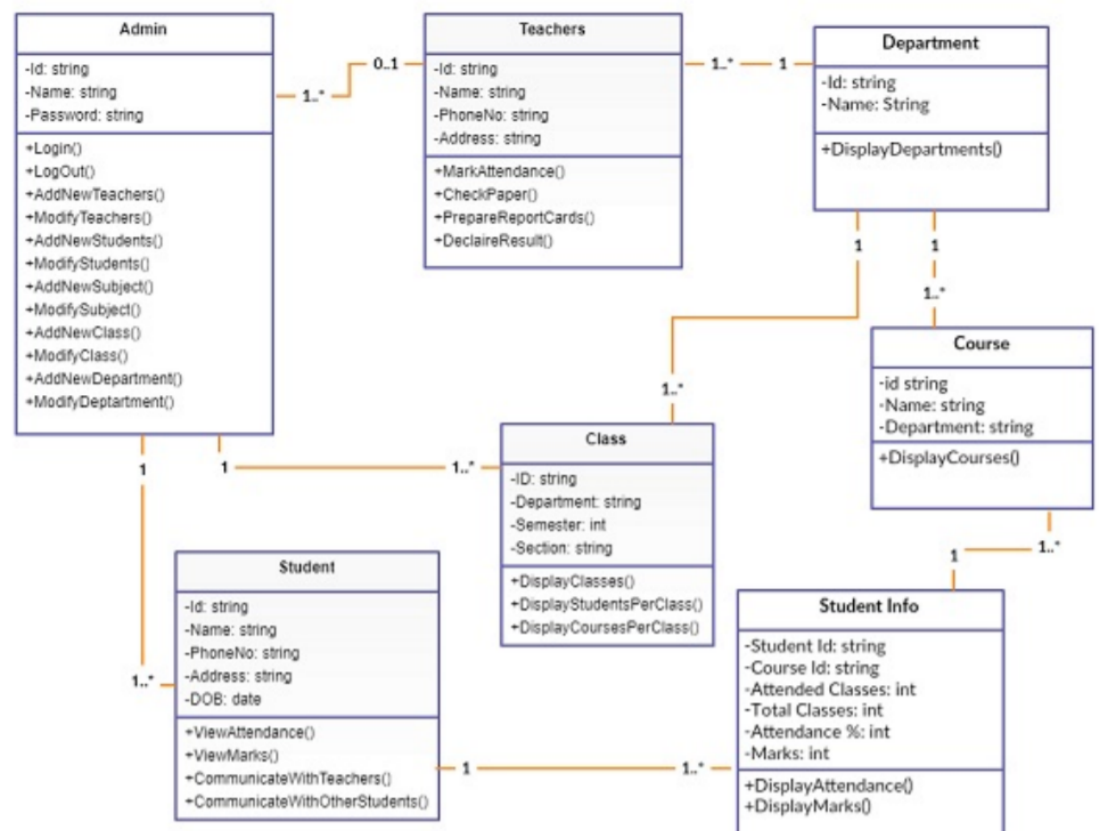 Admin
-Id: string
-Name: string
-Password: string
+Login()
+LogOut()
+AddNewTeachers()
+ModifyTeachers()
+AddNewStudents()
+ModifyStudents()
+AddNewSubject()
+ModifySubject()
+AddNewClass()
+ModifyClass()
+AddNewDepartment()
+ModifyDeptartment()
1..*
0..1
Teachers
-Id: string
-Name: string
-PhoneNo: string
-Address: string
+MarkAttendance()
+CheckPaper()
+PrepareReportCards()
+DeclaireResult()
1..*
1
Department
-Id: string
-Name: String
+DisplayDepartments()
1
1
1..*
1..*
Course
-id string
-Name: string
-Department: string
+DisplayCourses()
1
1
1..*
Class
-ID: string
-Department: string
-Semester: int
-Section: string
+DisplayClasses()
+DisplayStudentsPerClass()
+DisplayCoursesPerClass()
1..*
1
1..*
Student
-Id: string
-Name: string
-PhoneNo: string
-Address: string
-DOB: date
+ViewAttendance()
+ViewMarks()
+CommunicateWithTeachers()
+CommunicateWithOtherStudents()
1
1..*
Student Info
-Student Id: string
-Course Id: string
-Attended Classes: int
-Total Classes: int
-Attendance %: int
-Marks: int
+DisplayAttendance()
+DisplayMarks()